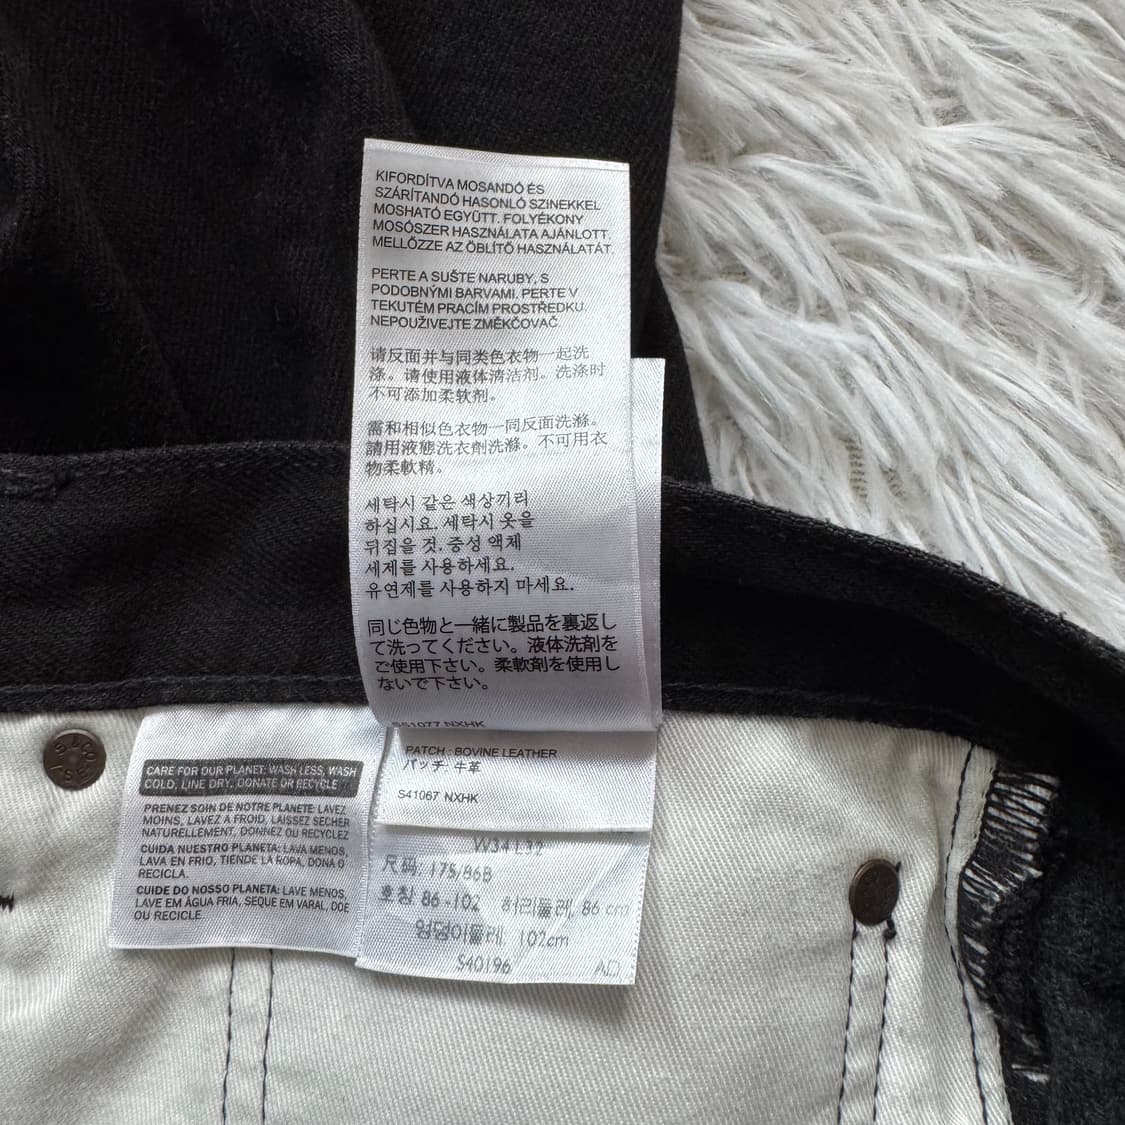 KIFORDÍTVA MOSANDÓ ÉS
SZÁRÍTANDÓ HASONLÓ SZINEKKEL
MOSHATÓ EGYÜTT. FOLYÉKONY
MOSÓSZER HASZNÁLATA AJÁNLOTT.
MELLŐZZE AZ ÖBLÍTŐ HASZNÁLATÁT.
PERTE A SUŠTE NARUBY, S
PODOBNÝMI BARVAMI. PERTE V
TEKUTÉM PRACÍM PROSTŘEDKU.
NEPOUŽIVEJTE ZMĚKČOVAČ.
请反面并与同类色衣物一起洗
涤。请使用液体清洁剂。洗涤时
不可添加柔软剂。
需和相似色衣物一同反面洗滌。
請用液態洗衣劑洗滌。不可用衣
物柔軟精。
세탁시 같은 색상끼리
하십시요. 세탁시 옷을
뒤집을 것. 중성 액체
세제를 사용하세요.
유연제를 사용하지 마세요.
同じ色物と一緒に製品を裏返し
て洗ってください。液体洗剤を
ご使用下さい。柔軟剤を使用し
ないで下さい。
S51077 NXHK
PATCH : BOVINE LEATHER
パッチ: 牛革
S41067 NXHK
W34 L32
尺码: 175/86B
호칭 86-102 허리둘레, 86 cm
엉덩이둘레, 102cm
S40196 AD
CARE FOR OUR PLANET: WASH LESS, WASH
COLD, LINE DRY, DONATE OR RECYCLE
PRENEZ SOIN DE NOTRE PLANETE: LAVEZ
MOINS, LAVEZ A FROID, LAISSEZ SECHER
NATURELLEMENT, DONNEZ OU RECYCLEZ
CUIDA NUESTRO PLANETA: LAVA MENOS,
LAVA EN FRIO, TIENDE LA ROPA, DONA O
RECICLA.
CUIDE DO NOSSO PLANETA: LAVE MENOS,
LAVE EM ÁGUA FRIA, SEQUE EM VARAL, DOE
OU RECICLE.